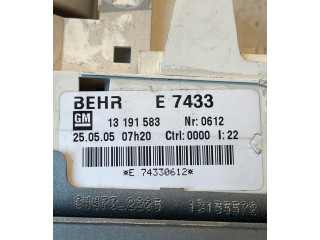 BEHR E 7433
GM 13 191 583 Nr: 0612
25.05.05 07h20 Ctrl: 0000 I: 22
*E 74330612*